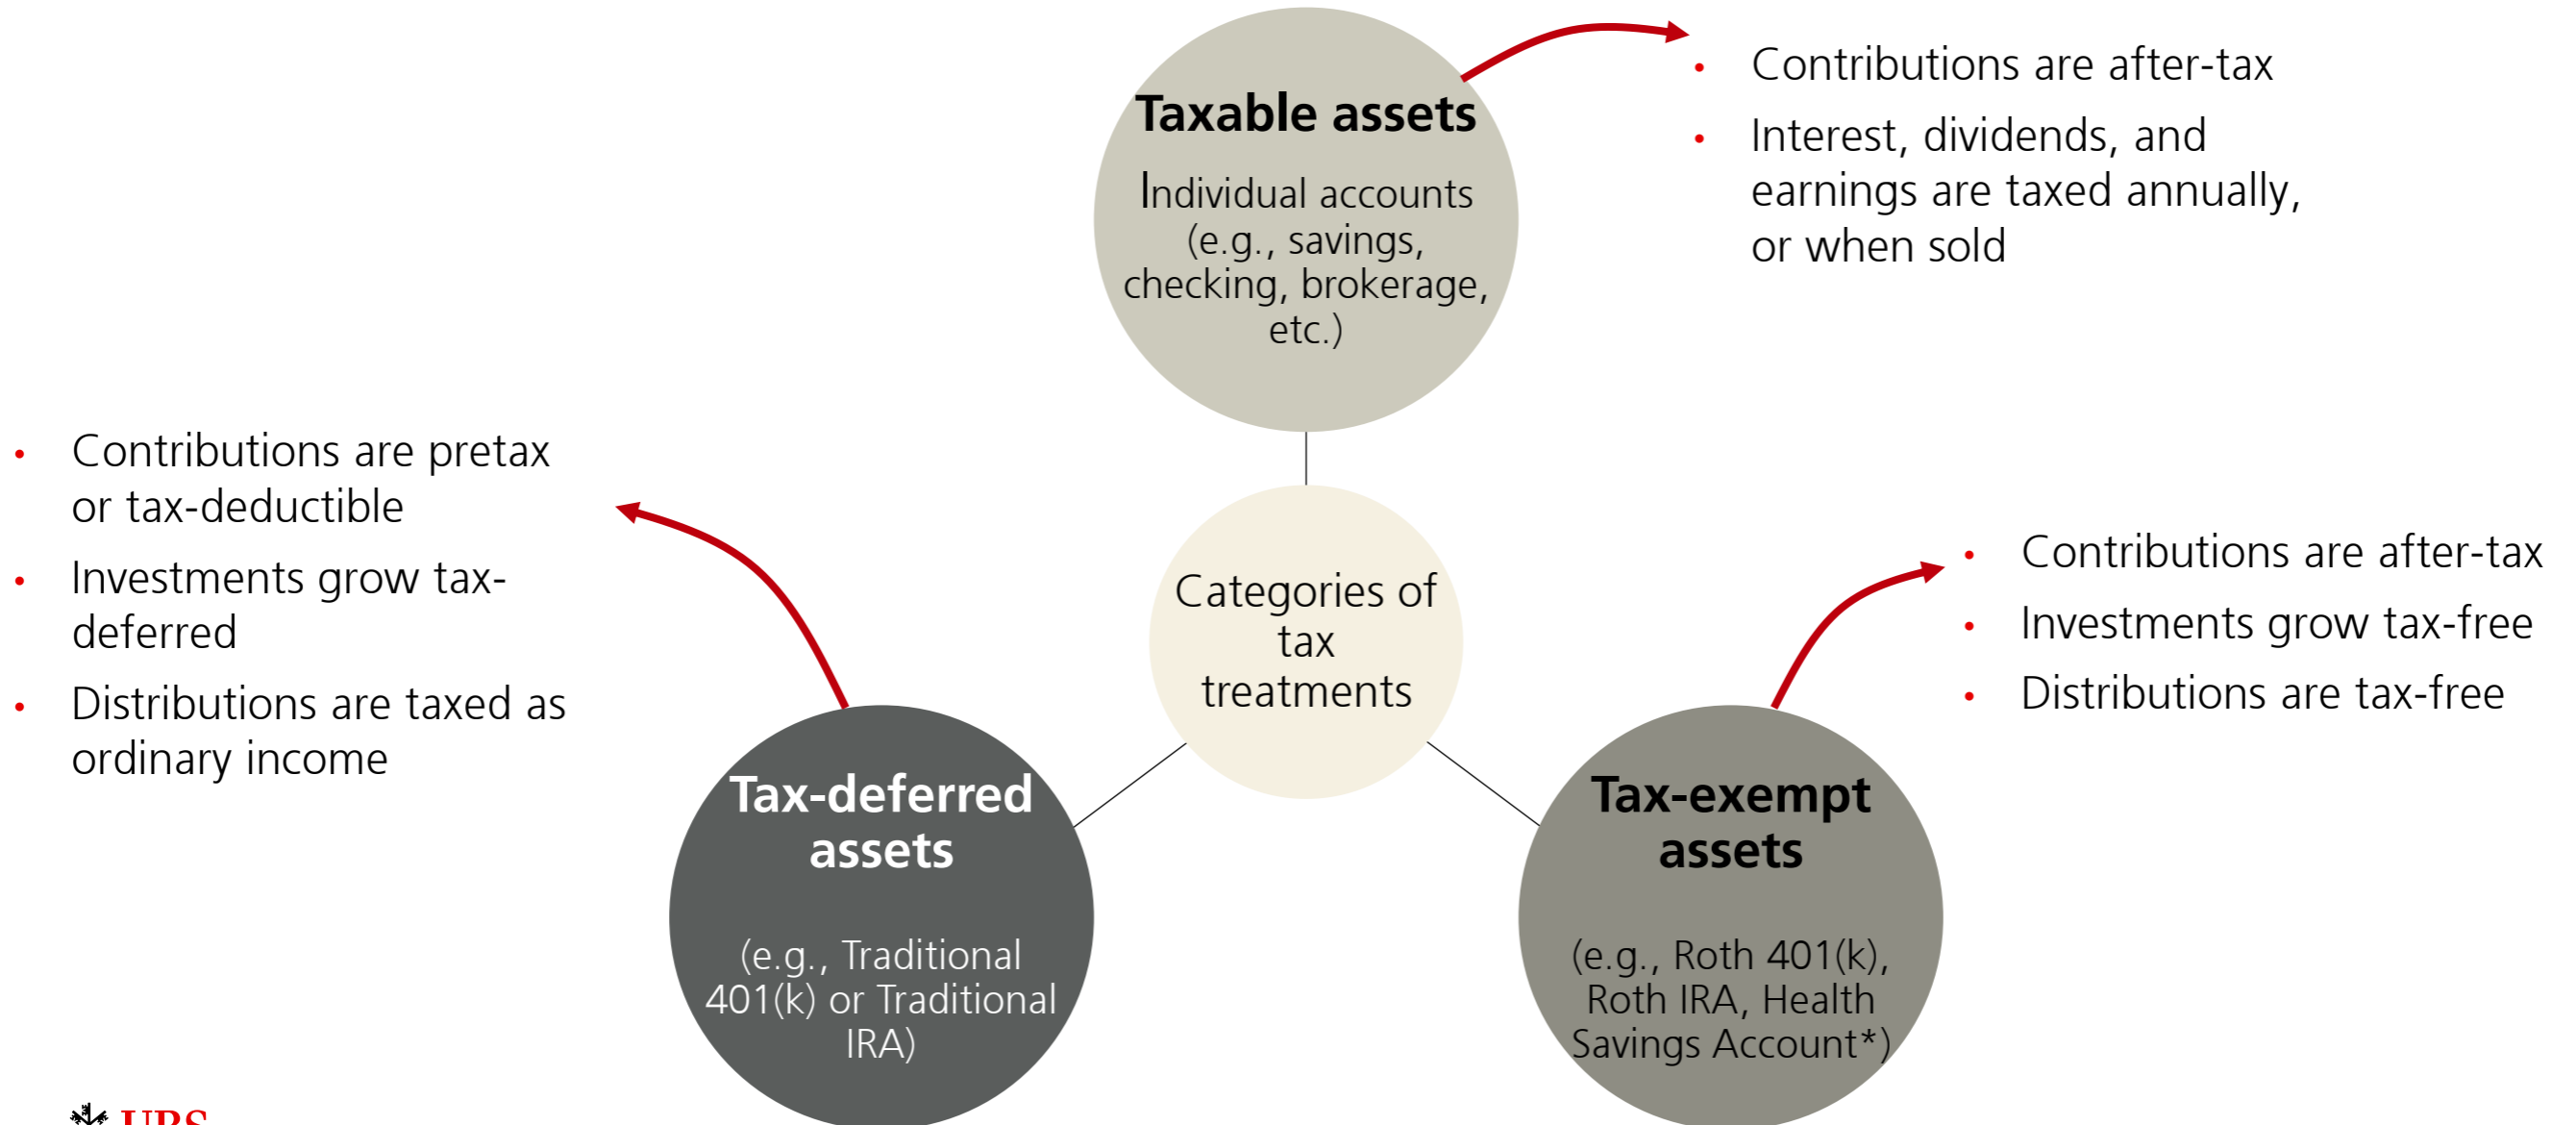 Taxable assets
Individual accounts
(e.g., savings,
checking, brokerage,
etc.)
• Contributions are after-tax
• Interest, dividends, and
earnings are taxed annually,
or when sold
• Contributions are pretax
or tax-deductible
• Investments grow tax-
deferred
• Distributions are taxed as
ordinary income
Categories of
tax
treatments
• Contributions are after-tax
• Investments grow tax-free
• Distributions are tax-free
Tax-deferred
assets
(e.g., Traditional
401(k) or Traditional
IRA)
Tax-exempt
assets
(e.g., Roth 401(k),
Roth IRA, Health
Savings Account*)
UBS